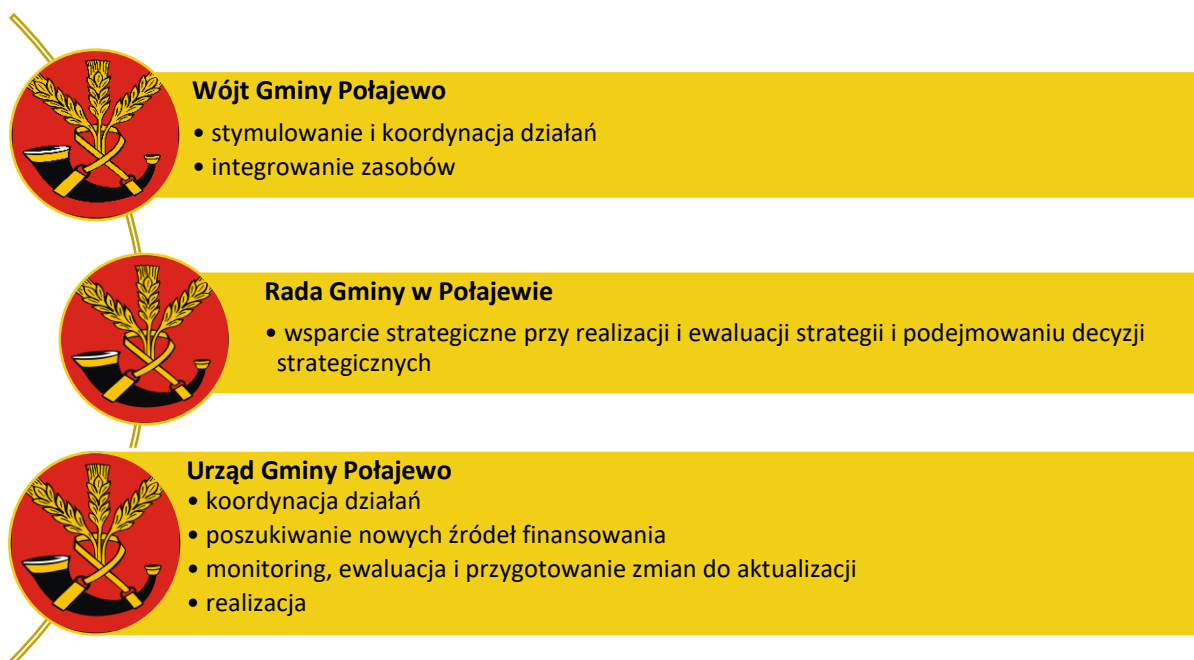 Wójt Gminy Połajewo
• stymulowanie i koordynacja działań
• integrowanie zasobów
Rada Gminy w Połajewie
• wsparcie strategiczne przy realizacji i ewaluacji strategii i podejmowaniu decyzji
strategicznych
Urząd Gminy Połajewo
• koordynacja działań
• poszukiwanie nowych źródeł finansowania
• monitoring, ewaluacja i przygotowanie zmian do aktualizacji
• realizacja